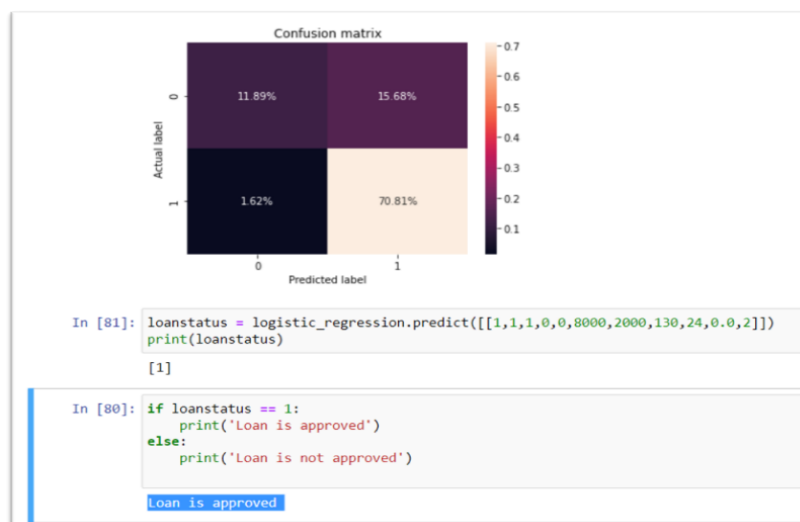 Confusion matrix
0.7
0.6
0.5
0.4
0.3
0.2
0.1
Actual label
0
11.89%
15.68%
1
1.62%
70.81%
0
1
Predicted label
In [81]: loanstatus = logistic_regression.predict([[1,1,1,0,0,8000,2000,130,24,0.0,2]])
print(loanstatus)
[1]
In [80]: if loanstatus == 1:
    print('Loan is approved')
else:
    print('Loan is not approved')
Loan is approved